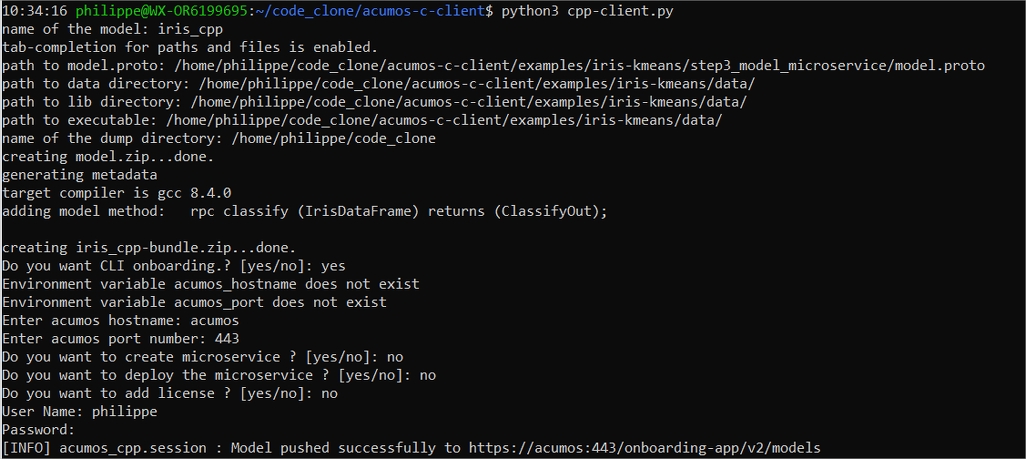 10:34:16 philippe@WX-OR6199695:~/code_clone/acumos-c-client$ python3 cpp-client.py
name of the model: iris_cpp
tab-completion for paths and files is enabled.
path to model.proto: /home/philippe/code_clone/acumos-c-client/examples/iris-kmeans/step3_model_microservice/model.proto
path to data directory: /home/philippe/code_clone/acumos-c-client/examples/iris-kmeans/data/
path to lib directory: /home/philippe/code_clone/acumos-c-client/examples/iris-kmeans/data/
path to executable: /home/philippe/code_clone/acumos-c-client/examples/iris-kmeans/data/
name of the dump directory: /home/philippe/code_clone
creating model.zip...done.
generating metadata
target compiler is gcc 8.4.0
adding model method:   rpc classify (IrisDataFrame) returns (ClassifyOut);
creating iris_cpp-bundle.zip...done.
Do you want CLI onboarding.? [yes/no]: yes
Environment variable acumos_hostname does not exist
Environment variable acumos_port does not exist
Enter acumos hostname: acumos
Enter acumos port number: 443
Do you want to create microservice ? [yes/no]: no
Do you want to deploy the microservice ? [yes/no]: no
Do you want to add license ? [yes/no]: no
User Name: philippe
Password:
[INFO] acumos_cpp.session : Model pushed successfully to https://acumos:443/onboarding-app/v2/models